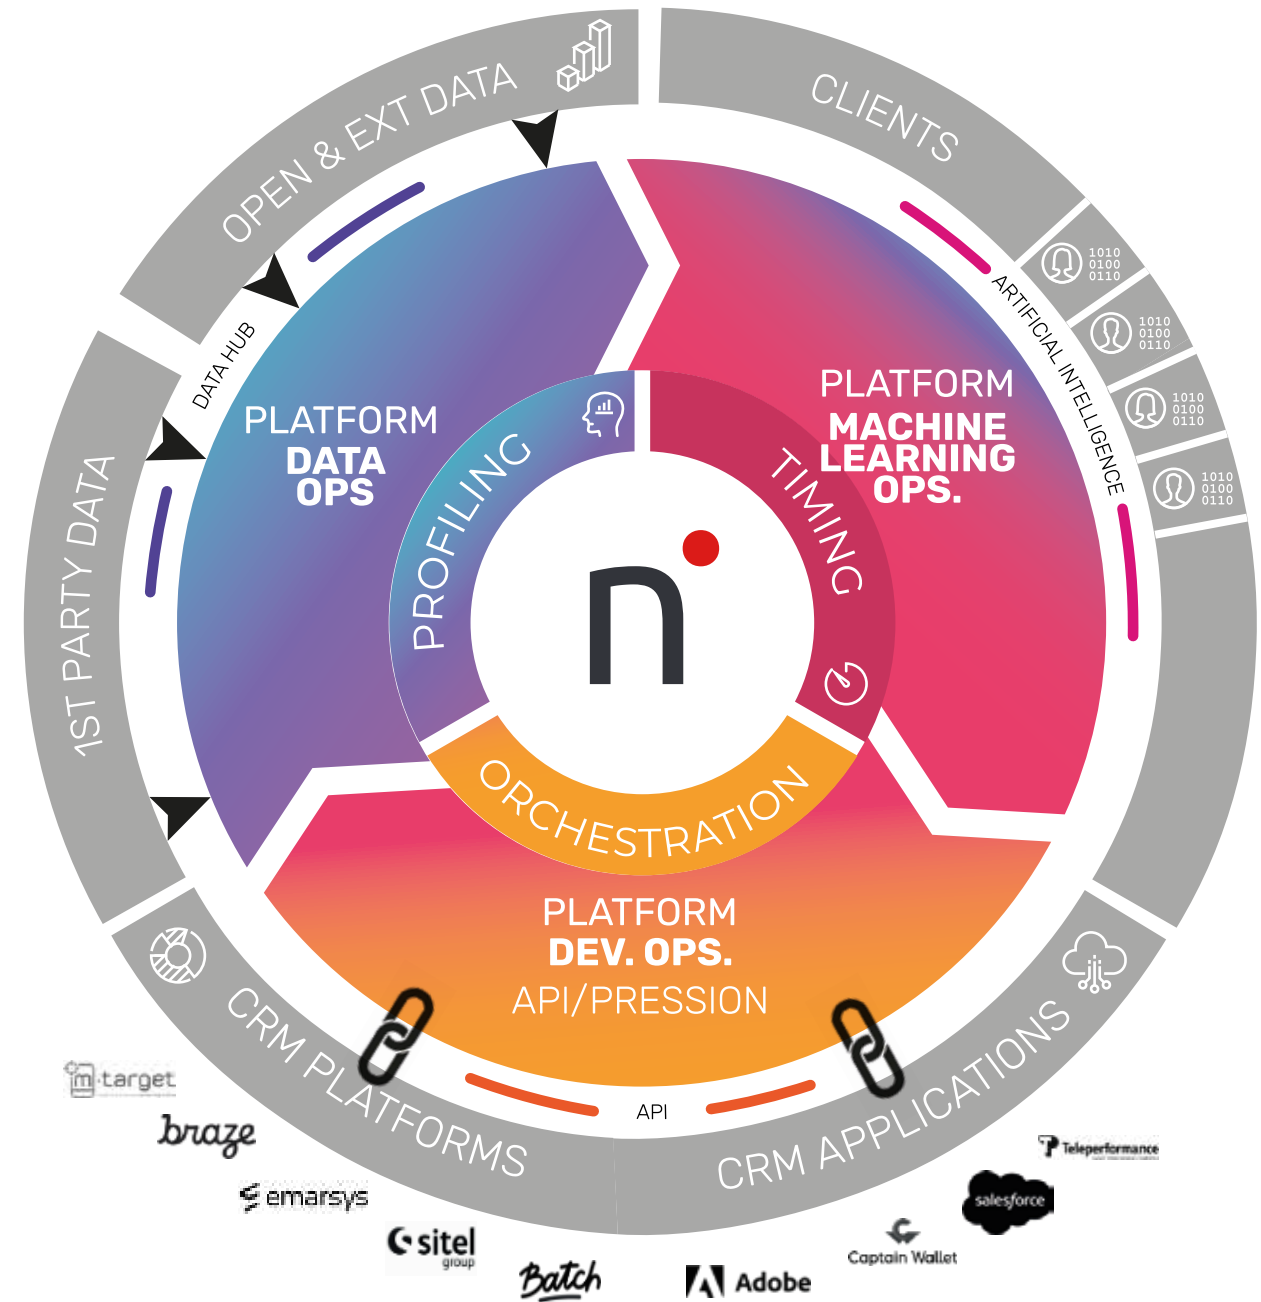 OPEN & EXT DATA
CLIENTS
1ST PARTY DATA
DATA HUB
ARTIFICIAL INTELLIGENCE
1010
0100
0110
1010
0100
0110
1010
0100
0110
1010
0100
0110
PLATFORM
DATA
OPS
PLATFORM
MACHINE
LEARNING
OPS.
PROFILING
TIMING
n
ORCHESTRATION
PLATFORM
DEV. OPS.
API/PRESSION
API
CRM PLATFORMS
CRM APPLICATIONS
m target
braze
emarsys
sitel
group
Batch
Adobe
Captain Wallet
salesforce
Teleperformance